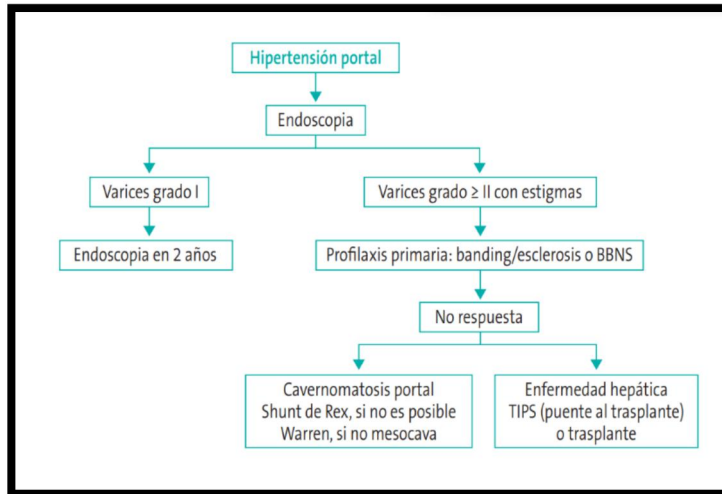 Hipertensión portal
Endoscopia
Varices grado I
Varices grado ≥ II con estigmas
Endoscopia en 2 años
Profilaxis primaria: banding/esclerosis o BBNS
No respuesta
Cavernomatosis portal
Shunt de Rex, si no es posible
Warren, si no mesocava
Enfermedad hepática
TIPS (puente al trasplante)
o trasplante